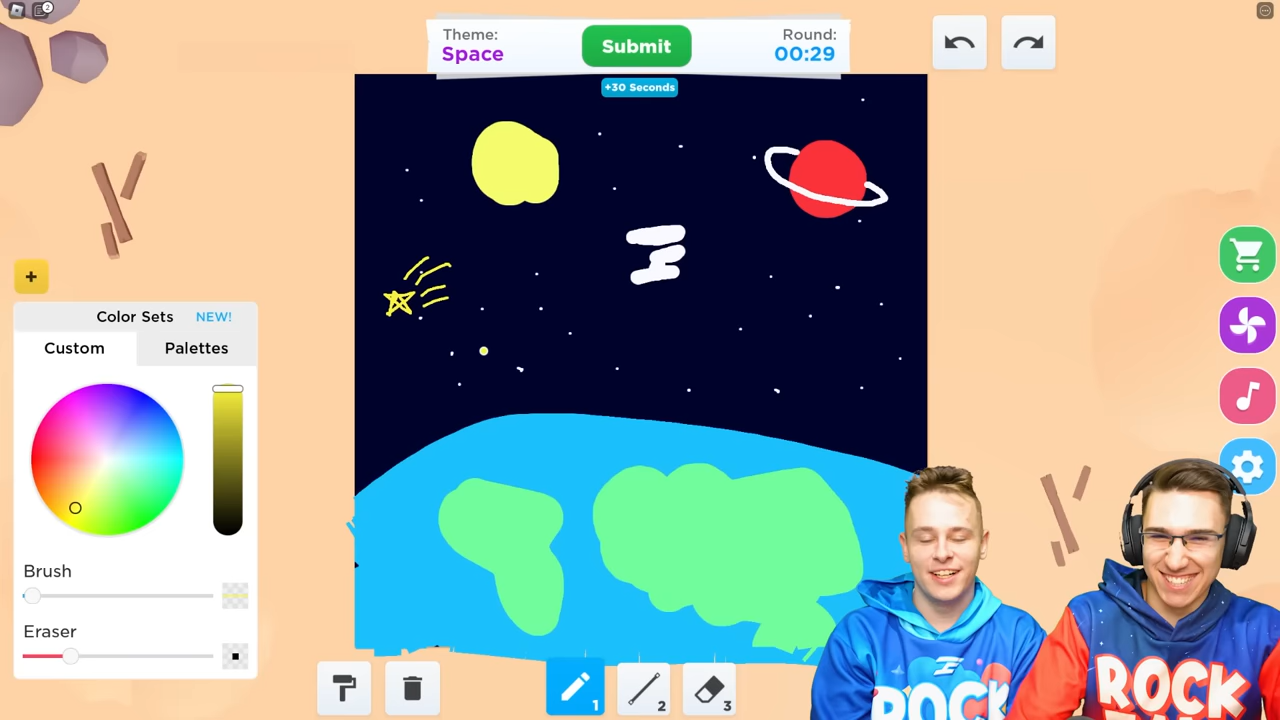 2
Theme:
Space
Submit
Round:
00:29
+30 Seconds
+
Color Sets NEW!
Custom Palettes
Brush
Eraser
1
2
3
ROCK
ROCK